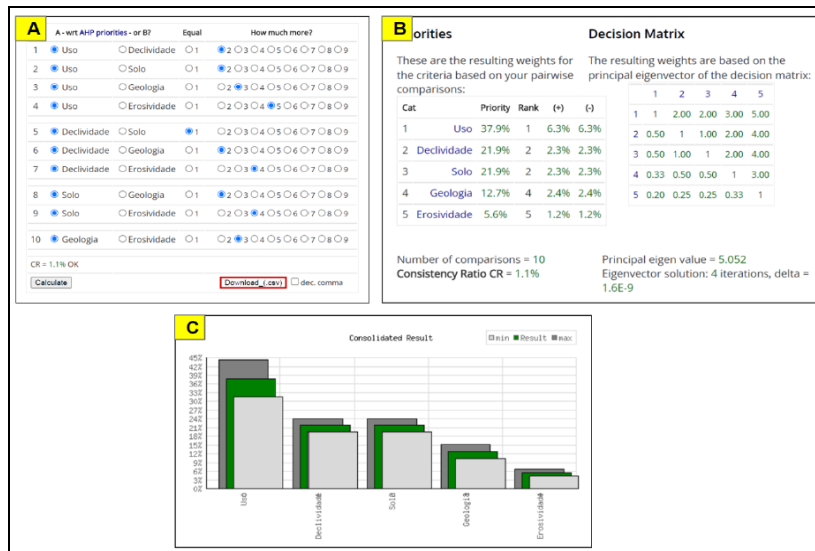 A
A - wrt AHP priorities - or B? Equal How much more?
1 Uso Declividade 1 2 3 4 5 6 7 8 9
2 Uso Solo 1 2 3 4 5 6 7 8 9
3 Uso Geologia 1 2 3 4 5 6 7 8 9
4 Uso Erosividade 1 2 3 4 5 6 7 8 9
5 Declividade Solo 1 2 3 4 5 6 7 8 9
6 Declividade Geologia 1 2 3 4 5 6 7 8 9
7 Declividade Erosividade 1 2 3 4 5 6 7 8 9
8 Solo Geologia 1 2 3 4 5 6 7 8 9
9 Solo Erosividade 1 2 3 4 5 6 7 8 9
10 Geologia Erosividade 1 2 3 4 5 6 7 8 9
CR = 1.1% OK
Calculate Download_(.csv) dec. comma
B
orities
These are the resulting weights for
the criteria based on your pairwise
comparisons:
Cat Priority Rank (+) (-)
1 Uso 37.9% 1 6.3% 6.3%
2 Declividade 21.9% 2 2.3% 2.3%
3 Solo 21.9% 2 2.3% 2.3%
4 Geologia 12.7% 4 2.4% 2.4%
5 Erosividade 5.6% 5 1.2% 1.2%
Number of comparisons = 10
Consistency Ratio CR = 1.1%
Decision Matrix
The resulting weights are based on the
principal eigenvector of the decision matrix:
1 2 3 4 5
1 1 2.00 2.00 3.00 5.00
2 0.50 1 1.00 2.00 4.00
3 0.50 1.00 1 2.00 4.00
4 0.33 0.50 0.50 1 3.00
5 0.20 0.25 0.25 0.33 1
Principal eigen value = 5.052
Eigenvector solution: 4 iterations, delta =
1.6E-9
C
Consolidated Result
min Result max
45%
42%
39%
36%
33%
30%
27%
24%
21%
18%
15%
12%
9%
6%
3%
0%
Uso
Declividade
Solo
Geologia
Erosividade